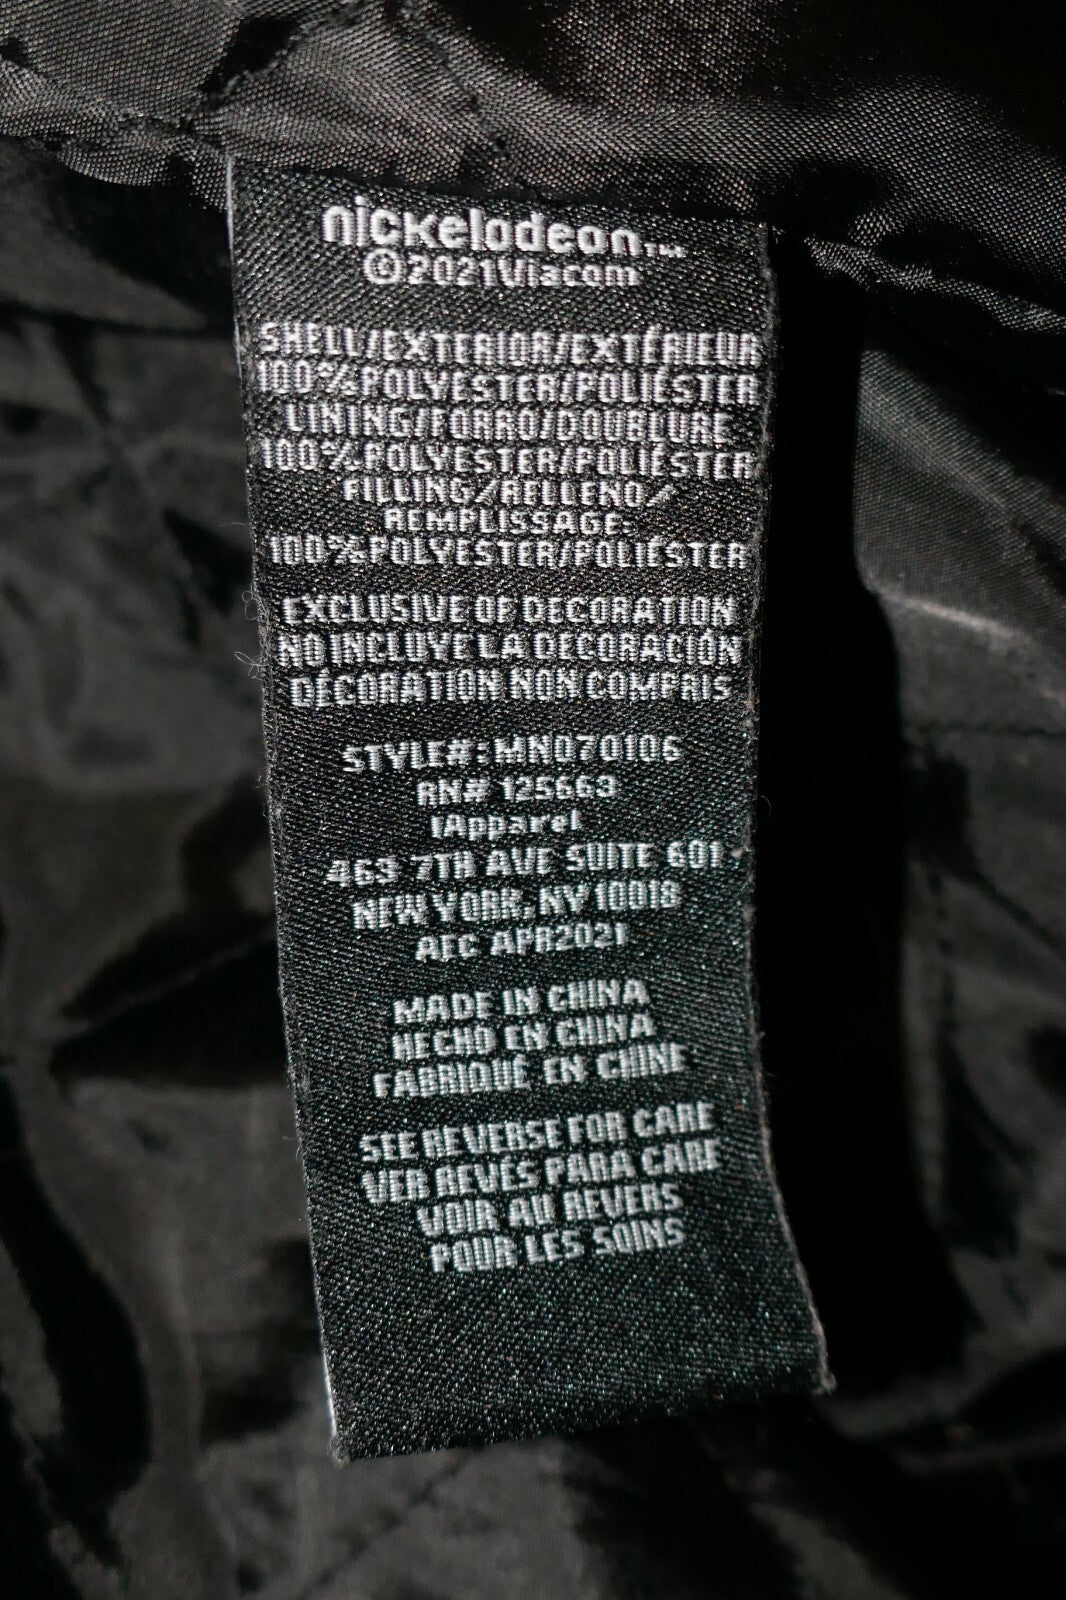 nickelodeon™
©2021Viacom
SHELL/EXTERIOR/EXTÉRIEUR
100%POLYESTER/POLIÉSTER
LINING/FORRO/DOUBLURE
100%POLYESTER/POLIÉSTER
FILLING/RELLENO/
REMPLISSAGE:
100%POLYESTER/POLIÉSTER
EXCLUSIVE OF DECORATION
NO INCLUYE LA DECORACIÓN
DÉCORATION NON COMPRIS
STYLE#:MN070106
RN# 125663
IApparel
463 7TH AVE SUITE 601
NEW YORK, NY 10018
AFC APR2021
MADE IN CHINA
HECHO EN CHINA
FABRIQUÉ EN CHINE
SEE REVERSE FOR CARE
VER REVÉS PARA CARE
VOIR AU REVERS
POUR LES SOINS